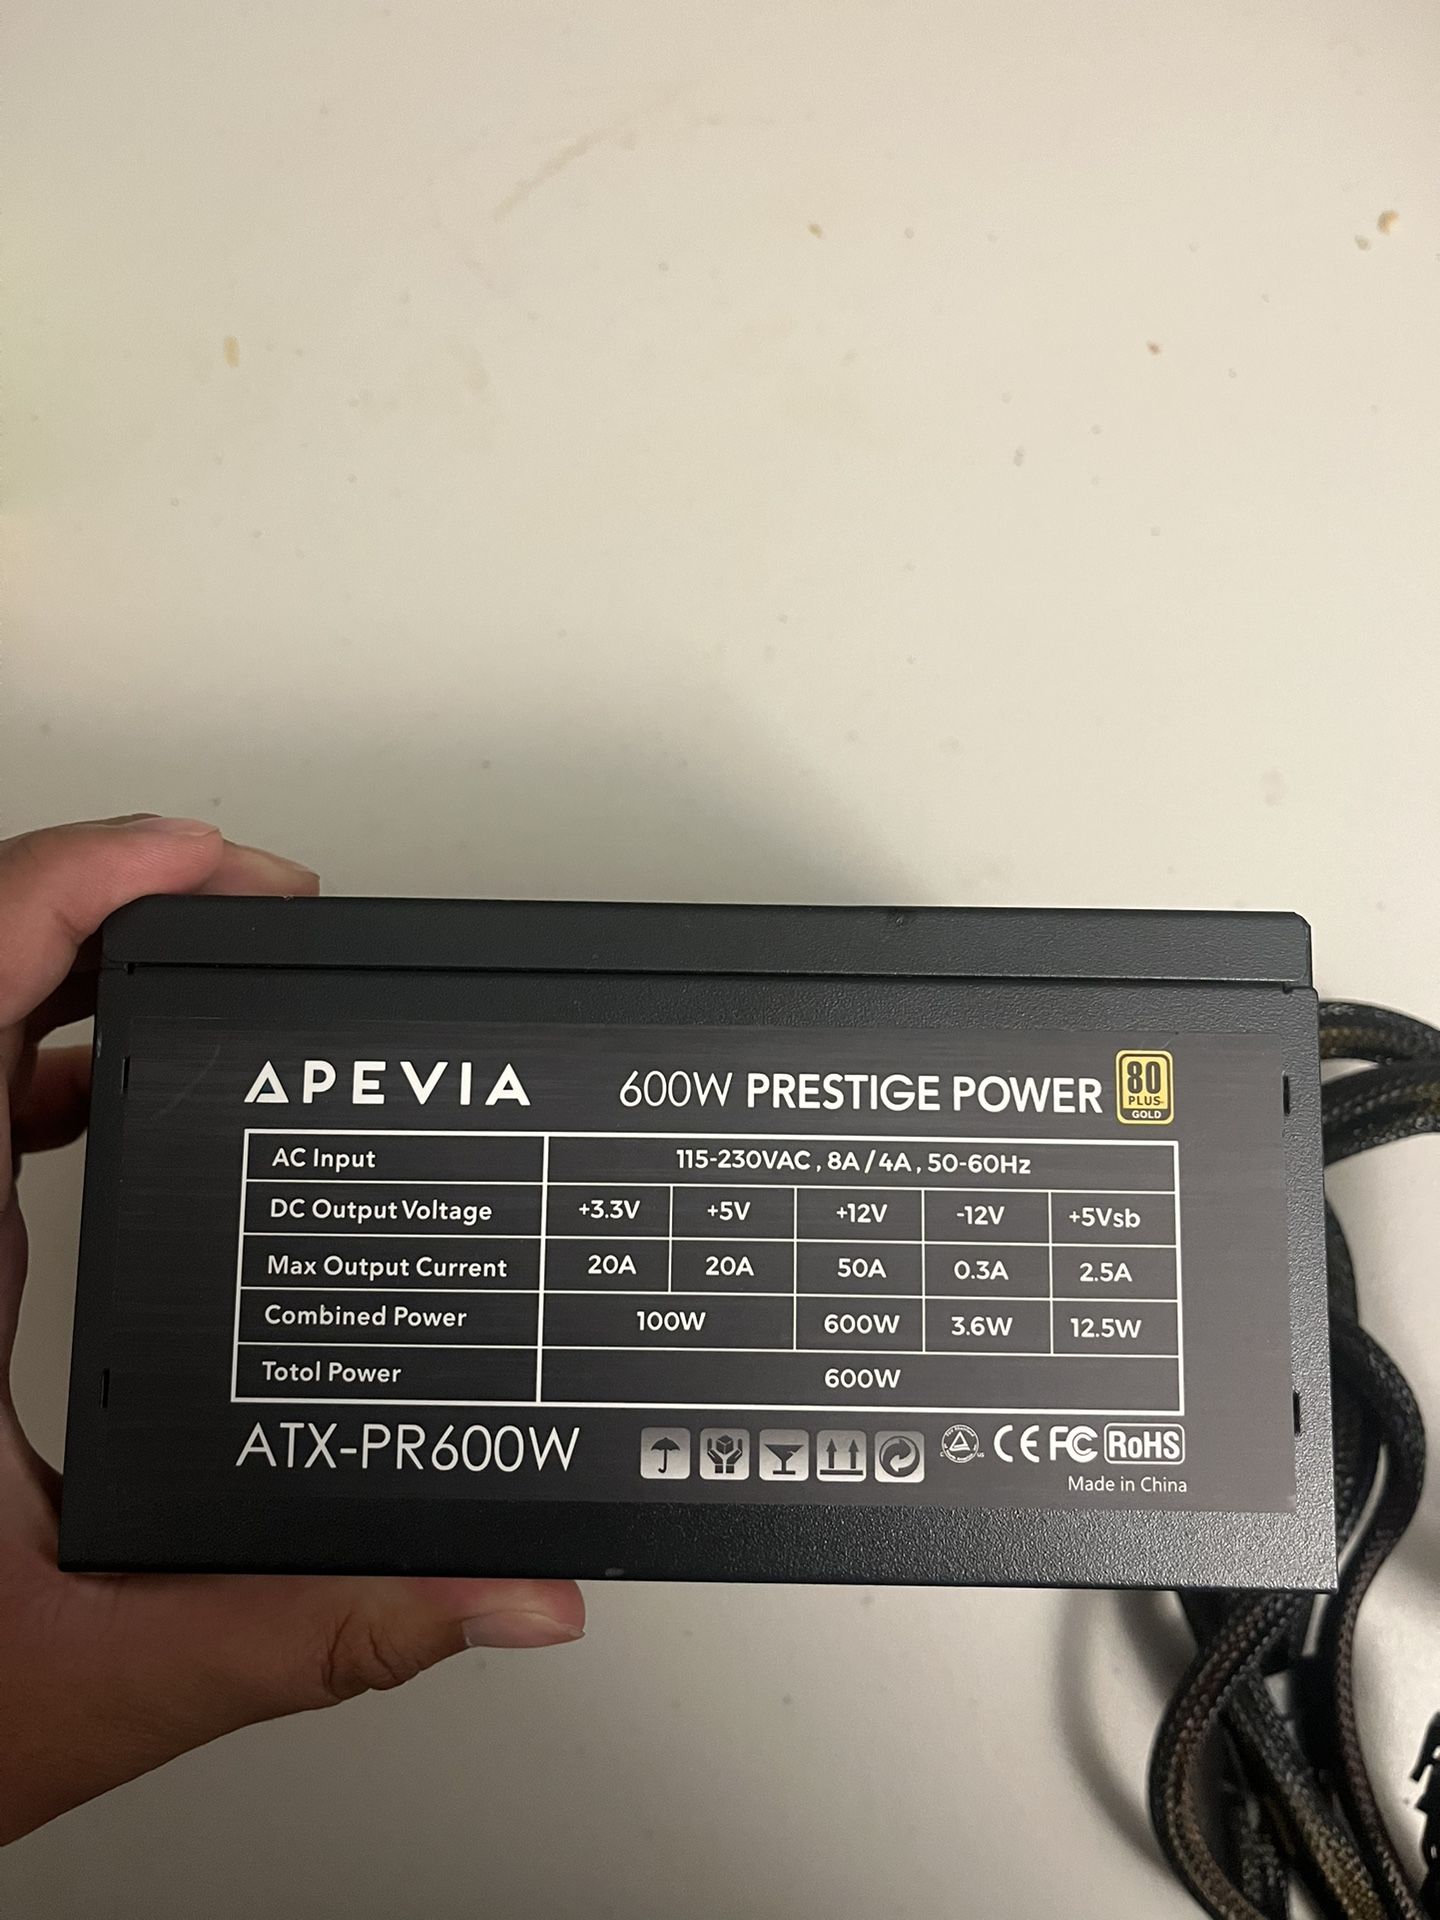 APEVIA 600W PRESTIGE POWER 80 PLUS GOLD
AC Input 115-230VAC , 8A / 4A , 50-60Hz
DC Output Voltage +3.3V +5V +12V -12V +5Vsb
Max Output Current 20A 20A 50A 0.3A 2.5A
Combined Power 100W 600W 3.6W 12.5W
Totol Power 600W
ATX-PR600W CE FC RoHS
Made in China